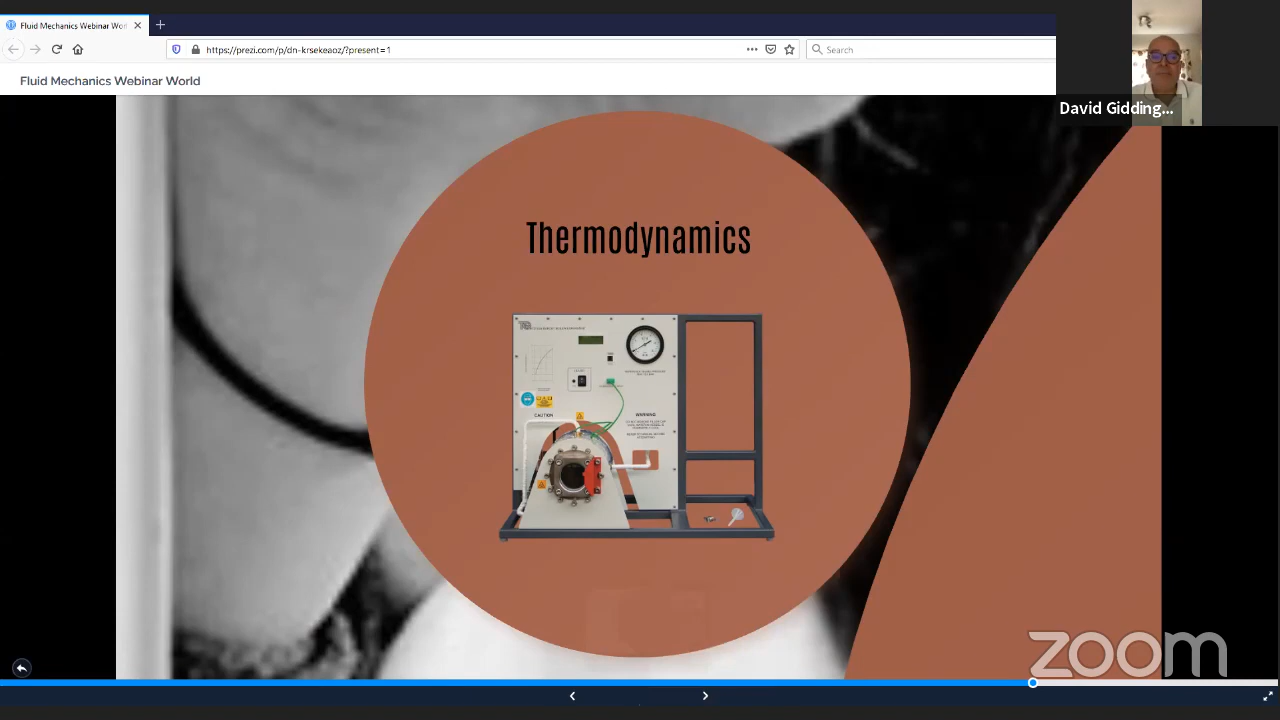 Fluid Mechanics Webinar Wor
https://prezi.com/p/dn-krsekeaoz/?present=1
Search
Fluid Mechanics Webinar World
David Gidding...
Thermodynamics
CAUTION
WARNING
zoom